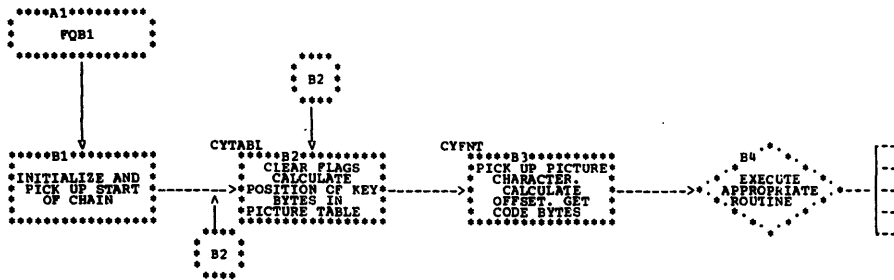 A1
FQB1
B2
CYTABL
CYFNT
B1
INITIALIZE AND
PICK UP START
OF CHAIN
B2
CLEAR FLAGS
CALCULATE
POSITION OF KEY
BYTES IN
PICTURE TABLE
B3
PICK UP PICTURE
CHARACTER.
CALCULATE
OFFSET. GET
CODE BYTES
B4
EXECUTE
APPROPRIATE
ROUTINE
B2